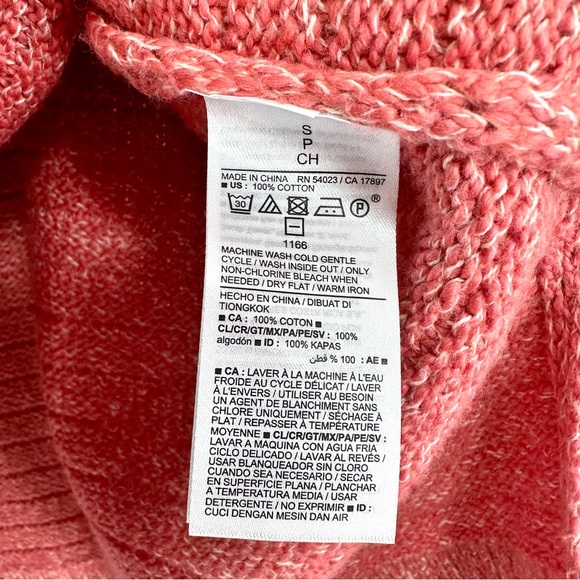 S
P
CH
MADE IN CHINA RN 54023 / CA 17897
■ US : 100% COTTON
30 P ®
1166
MACHINE WASH COLD GENTLE
CYCLE / WASH INSIDE OUT / ONLY
NON-CHLORINE BLEACH WHEN
NEEDED / DRY FLAT / WARM IRON
HECHO EN CHINA / DIBUAT DI
TIONGKOK
■ CA : 100% COTON ■
CL/CR/GT/MX/PA/PE/SV : 100%
algodón ■ ID : 100% KAPAS
■ AE : 100 % قطن
■ CA : LAVER À LA MACHINE À L'EAU
FROIDE AU CYCLE DÉLICAT / LAVER
À L'ENVERS / UTILISER AU BESOIN
UN AGENT DE BLANCHIMENT SANS
CHLORE UNIQUEMENT / SÉCHAGE À
PLAT / REPASSER À TEMPÉRATURE
MOYENNE ■ CL/CR/GT/MX/PA/PE/SV :
LAVAR A MAQUINA CON AGUA FRIA
CICLO DELICADO / LAVAR AL REVÉS /
USAR BLANQUEADOR SIN CLORO
CUANDO SEA NECESARIO / SECAR
EN SUPERFICIE PLANA / PLANCHAR
A TEMPERATURA MEDIA / USAR
DETERGENTE / NO EXPRIMIR ■ ID :
CUCI DENGAN MESIN DAN AIR